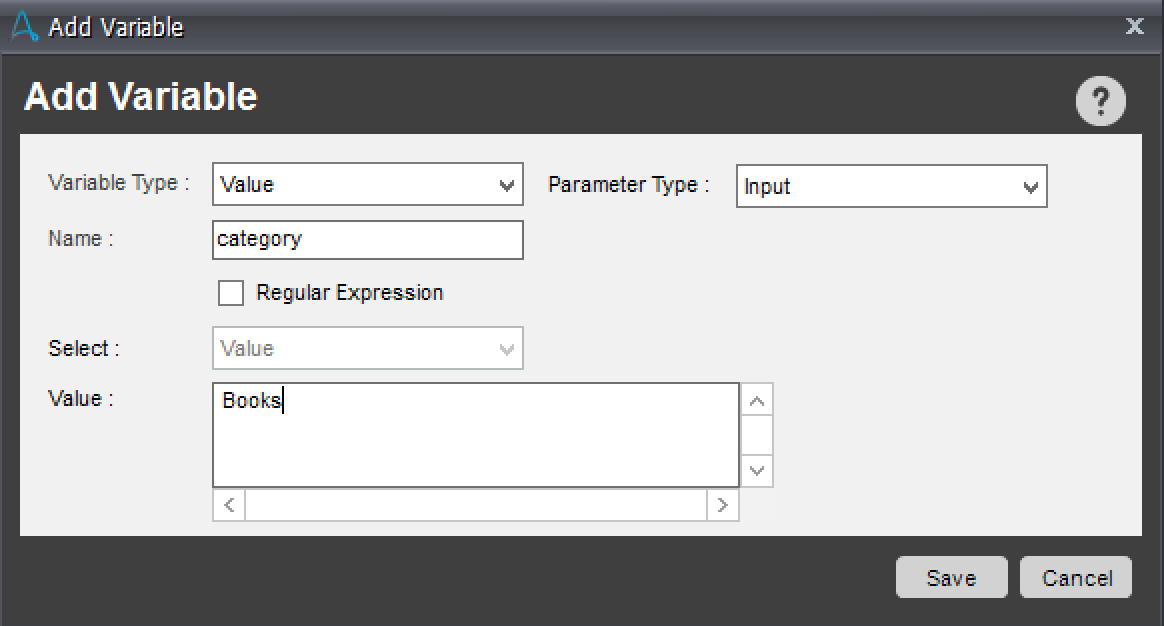 Add Variable
Add Variable
?
Variable Type : Value Parameter Type : Input
Name : category
Regular Expression
Select : Value
Value : Books
Save Cancel